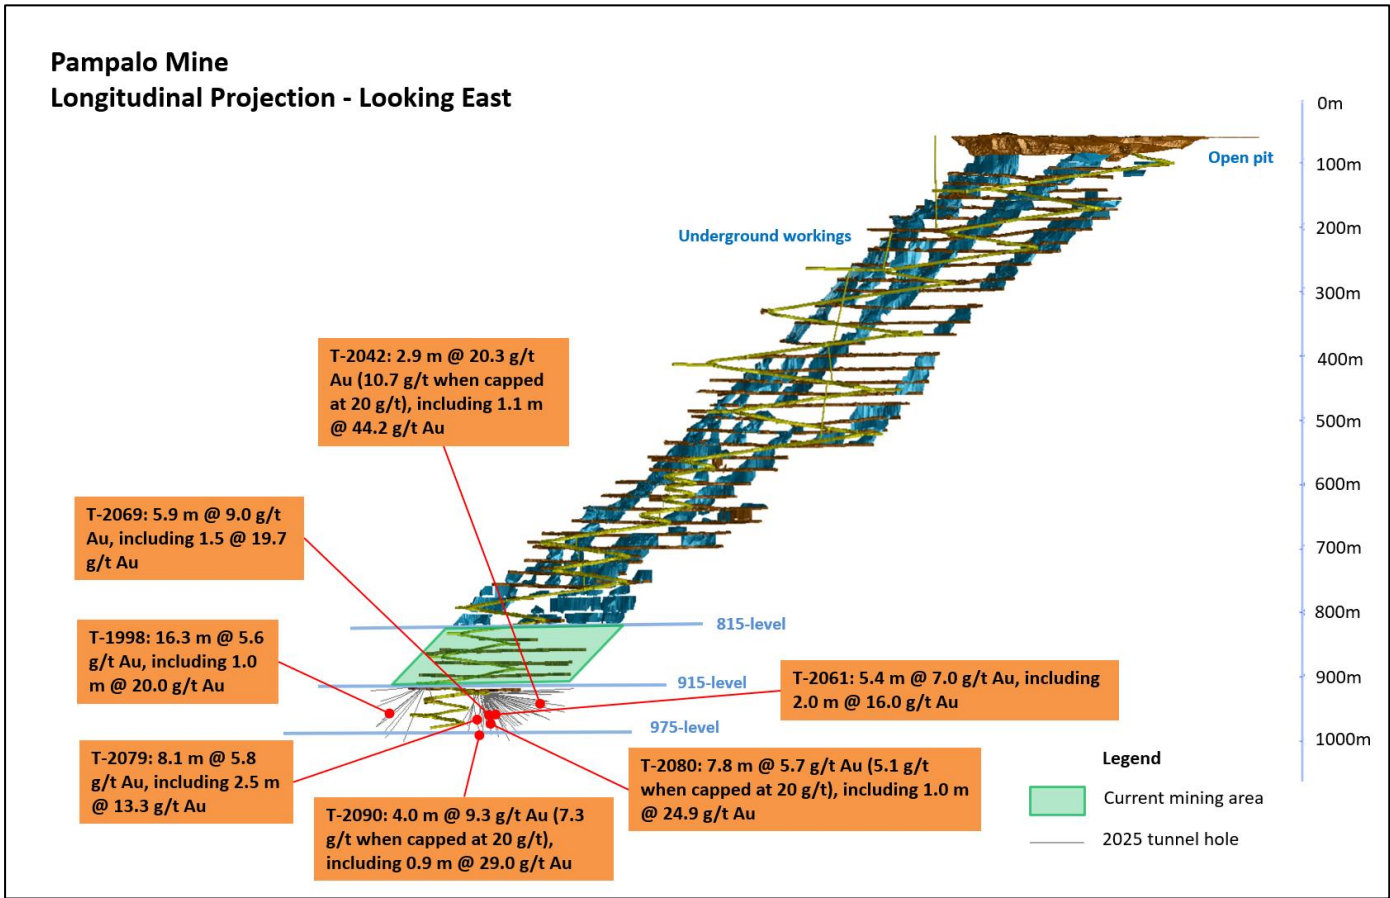 Pampalo Mine
Longitudinal Projection - Looking East
0m
100m
200m
300m
400m
500m
600m
700m
800m
900m
1000m
Open pit
Underground workings
T-2042: 2.9 m @ 20.3 g/t
Au (10.7 g/t when capped
at 20 g/t), including 1.1 m
@ 44.2 g/t Au
T-2069: 5.9 m @ 9.0 g/t
Au, including 1.5 @ 19.7
g/t Au
T-1998: 16.3 m @ 5.6
g/t Au, including 1.0
m @ 20.0 g/t Au
815-level
915-level
975-level
T-2061: 5.4 m @ 7.0 g/t Au, including
2.0 m @ 16.0 g/t Au
T-2079: 8.1 m @ 5.8
g/t Au, including 2.5 m
@ 13.3 g/t Au
T-2090: 4.0 m @ 9.3 g/t Au (7.3
g/t when capped at 20 g/t),
including 0.9 m @ 29.0 g/t Au
T-2080: 7.8 m @ 5.7 g/t Au (5.1 g/t
when capped at 20 g/t), including 1.0 m
@ 24.9 g/t Au
Legend
Current mining area
2025 tunnel hole